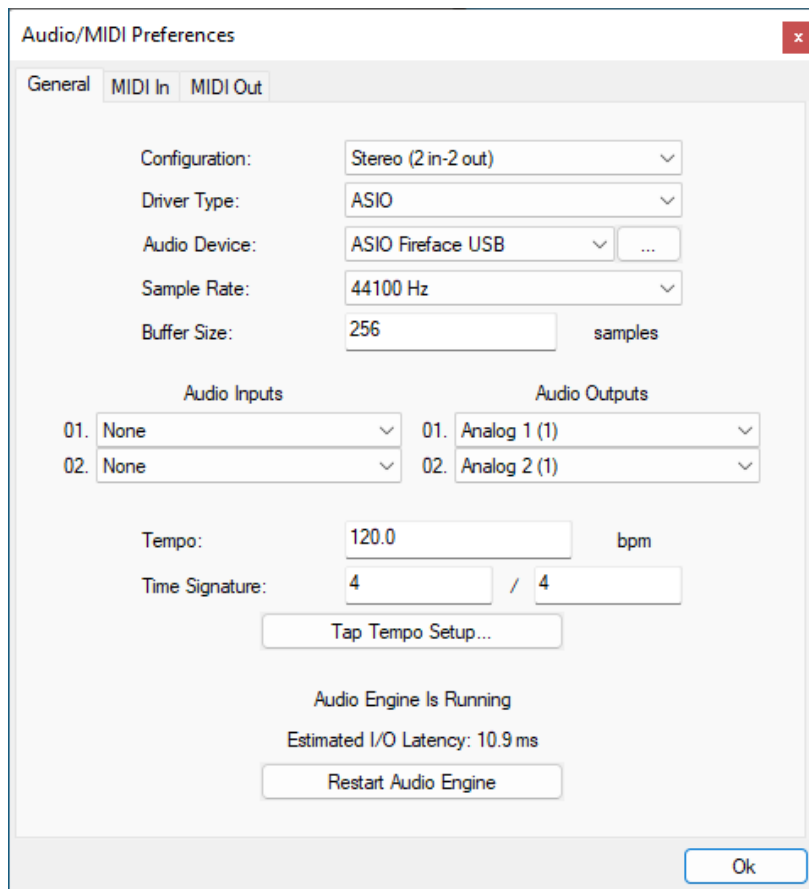 Audio/MIDI Preferences
x
General MIDI In MIDI Out
Configuration: Stereo (2 in-2 out)
Driver Type: ASIO
Audio Device: ASIO Fireface USB ...
Sample Rate: 44100 Hz
Buffer Size: 256 samples
Audio Inputs Audio Outputs
01. None 01. Analog 1 (1)
02. None 02. Analog 2 (1)
Tempo: 120.0 bpm
Time Signature: 4 / 4
Tap Tempo Setup...
Audio Engine Is Running
Estimated I/O Latency: 10.9 ms
Restart Audio Engine
Ok